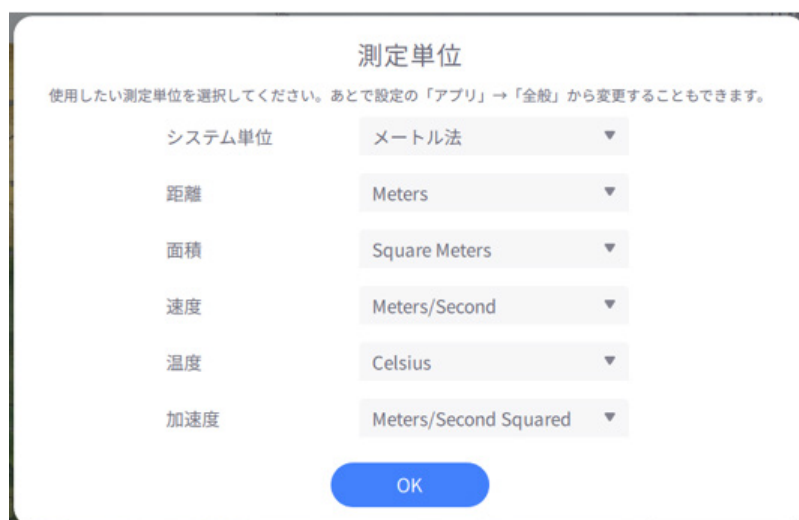 測定単位
使用したい測定単位を選択してください。あとで設定の「アプリ」→「全般」から変更することもできます。
システム単位 メートル法
距離 Meters
面積 Square Meters
速度 Meters/Second
温度 Celsius
加速度 Meters/Second Squared
OK